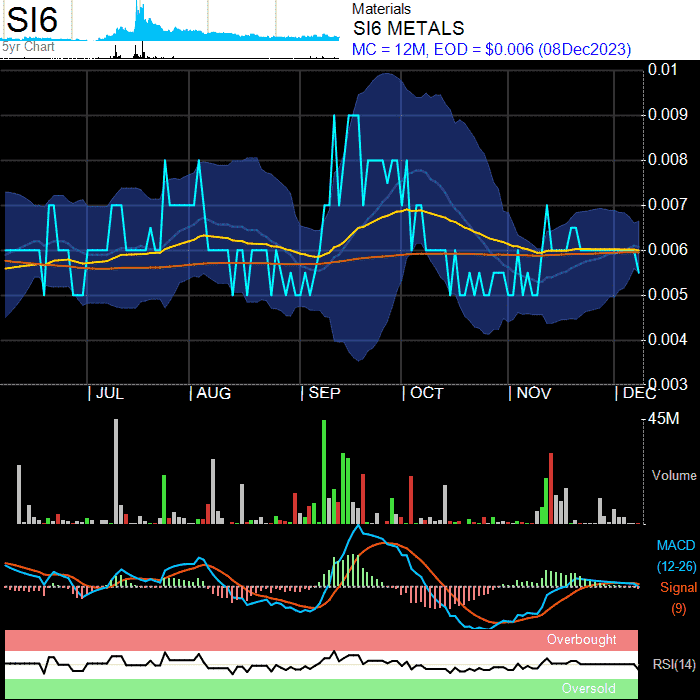 SI6
5yr Chart
Materials
SI6 METALS
MC = 12M, EOD = $0.006 (08Dec2023)
0.01
0.009
0.008
0.007
0.006
0.005
0.004
0.003
JUL AUG SEP OCT NOV DEC
45M
Volume
MACD
(12-26)
Signal
(9)
Overbought
RSI(14)
Oversold